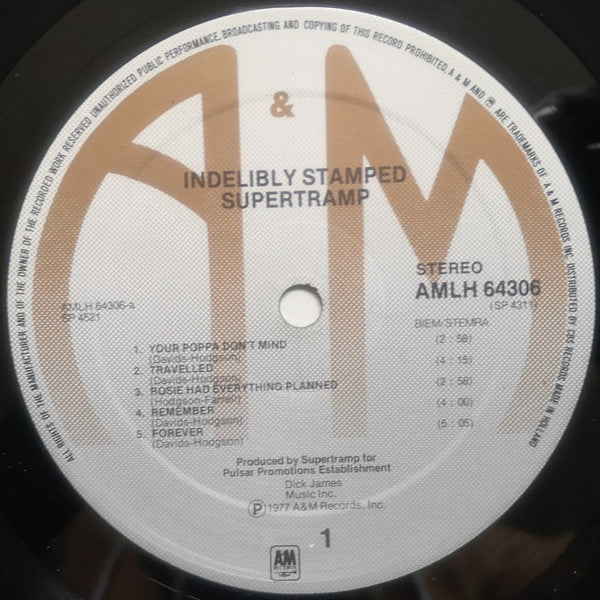 ALL RIGHTS OF THE MANUFACTURER AND OF THE OWNER OF THE RECORDED WORK RESERVED. UNAUTHORIZED PUBLIC PERFORMANCE, BROADCASTING AND COPYING OF THIS RECORD PROHIBITED. A & M AND ARE TRADEMARKS OF A & M RECORDS INC. DISTRIBUTED BY CBS RECORDS MADE IN HOLLAND
A & M
INDELIBLY STAMPED
SUPERTRAMP
STEREO
AMLH 64306
(SP 4311)
AMLH 64306-a
SP 4521
BIEM/STEMRA
1. YOUR POPPA DON'T MIND (2 : 58)
(Davids-Hodgson)
2. TRAVELLED (4 : 15)
(Davids-Hodgson)
3. ROSIE HAD EVERYTHING PLANNED (2 : 58)
(Hodgson-Farrell)
4. REMEMBER (4 : 00)
(Davids-Hodgson)
5. FOREVER (5 : 05)
(Davids-Hodgson)
Produced by Supertramp for
Pulsar Promotions Establishment
Dick James
Music Inc.
℗ 1977 A&M Records, Inc.
1
AM
RECORDS